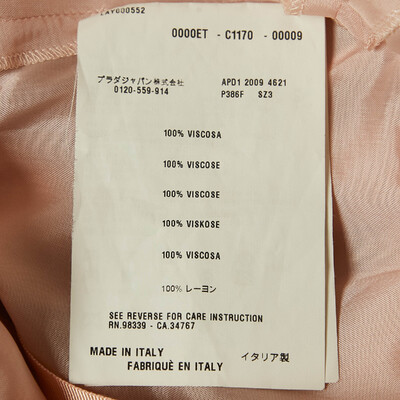 0000ET - C1170 - 00009
プラダジャパン株式会社
0120-559-914
APD1 2009 4621
P386F SZ3
100% VISCOSA
100% VISCOSE
100% VISCOSE
100% VISKOSE
100% VISCOSA
100% レーヨン
SEE REVERSE FOR CARE INSTRUCTION
RN.98339 - CA.34767
MADE IN ITALY
FABRIQUÈ EN ITALY
イタリア製